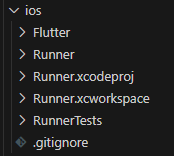 ios
Flutter
Runner
Runner.xcodeproj
Runner.xcworkspace
RunnerTests
.gitignore